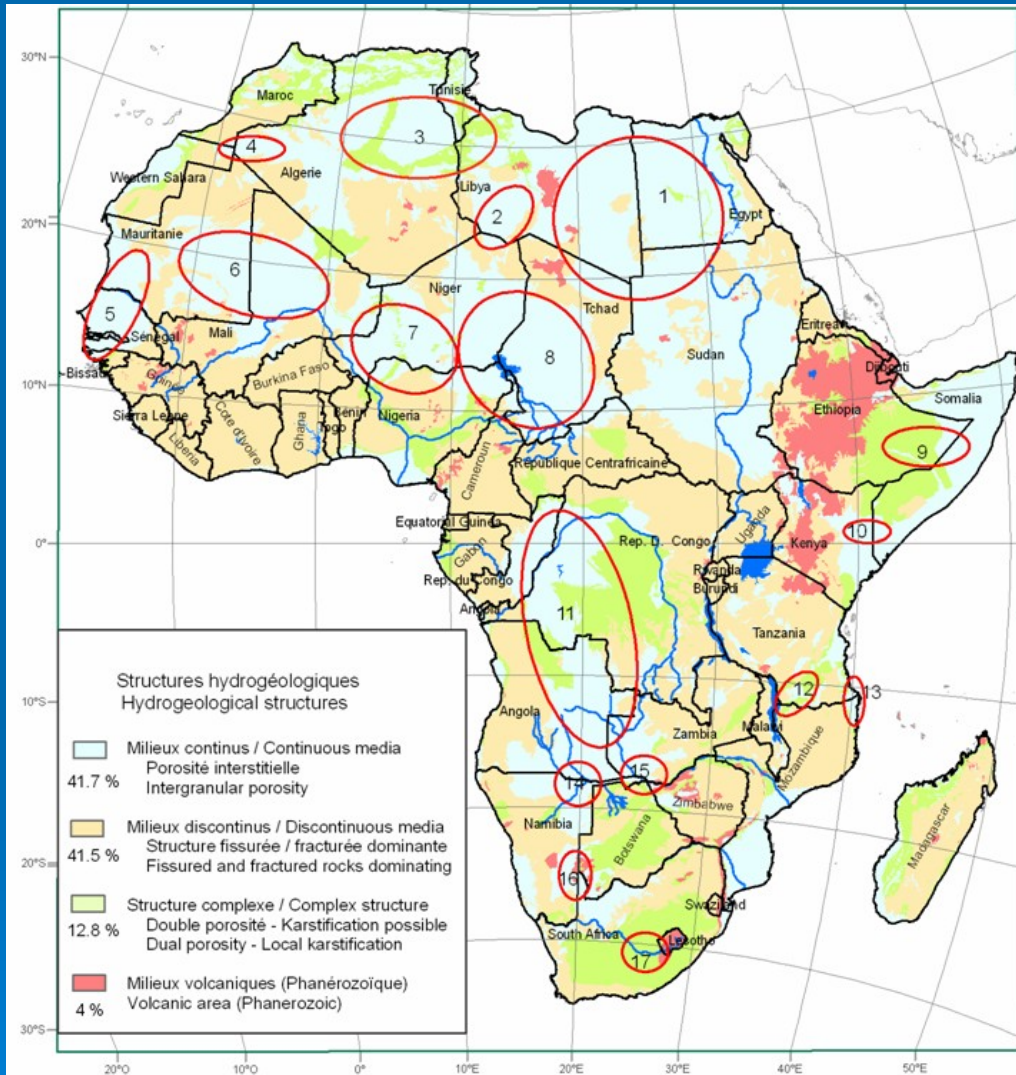 30°N
20°N
10°N
0°
10°S
20°S
30°S
Maroc
Tunisie
3
4
Algerie
Western Sahara
Libya
1
Egypt
2
Mauritanie
6
5
Niger
Tchad
7
8
Mali
Sénégal
Bissau
Guinée
Burkina Faso
Sierra Leone
Liberia
Cote d'Ivoire
Ghana
Togo
Bénin
Nigeria
Sudan
Eritrea
Djibouti
Ethiopia
Somalia
9
Cameroun
République Centrafricaine
Equatorial Guinea
Gabon
Rep. du Congo
Rep. D. Congo
Uganda
Kenya
10
Rwanda
Burundi
11
Angola
Tanzania
12
13
Angola
Zambia
Malawi
Mozambique
14
15
Zimbabwe
Namibia
Botswana
Madagascar
16
Swaziland
South Africa
Lesotho
17
Structures hydrogéologiques
Hydrogeological structures
Milieux continus / Continuous media
Porosité interstitielle
41.7 %
Intergranular porosity
Milieux discontinus / Discontinuous media
Structure fissurée / fracturée dominante
41.5 %
Fissured and fractured rocks dominating
Structure complexe / Complex structure
Double porosité - Karstification possible
12.8 %
Dual porosity - Local karstification
Milieux volcaniques (Phanérozoïque)
Volcanic area (Phanerozoic)
4 %
20°W
10°W
0°
10°E
20°E
30°E
40°E
50°E